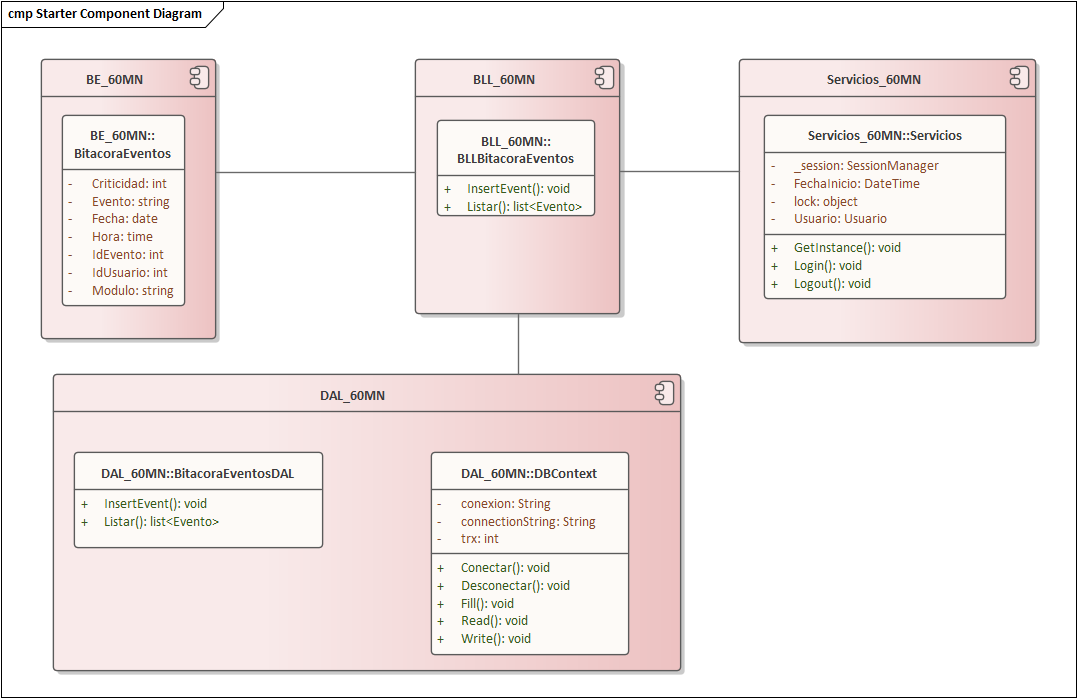 cmp Starter Component Diagram
BE_60MN
BE_60MN::
BitacoraEventos
- Criticidad: int
- Evento: string
- Fecha: date
- Hora: time
- IdEvento: int
- IdUsuario: int
- Modulo: string
BLL_60MN
BLL_60MN::
BLLBitacoraEventos
+ InsertEvent(): void
+ Listar(): list<Evento>
Servicios_60MN
Servicios_60MN::Servicios
- _session: SessionManager
- FechaInicio: DateTime
- lock: object
- Usuario: Usuario
+ GetInstance(): void
+ Login(): void
+ Logout(): void
DAL_60MN
DAL_60MN::BitacoraEventosDAL
+ InsertEvent(): void
+ Listar(): list<Evento>
DAL_60MN::DBContext
- conexion: String
- connectionString: String
- trx: int
+ Conectar(): void
+ Desconectar(): void
+ Fill(): void
+ Read(): void
+ Write(): void